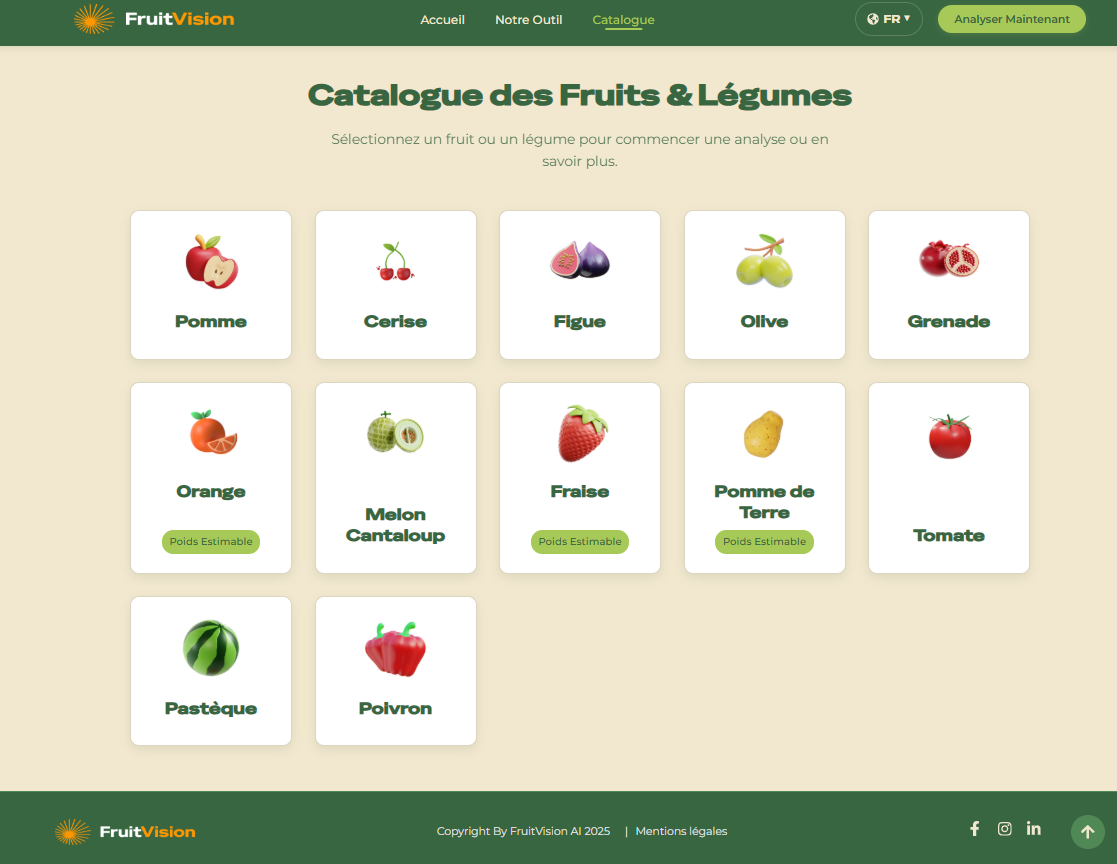 FruitVision
Accueil
Notre Outil
Catalogue
FR
Analyser Maintenant
Catalogue des Fruits & Légumes
Sélectionnez un fruit ou un légume pour commencer une analyse ou en
savoir plus.
Pomme
Cerise
Figue
Olive
Grenade
Orange
Poids Estimable
Melon
Cantaloup
Fraise
Poids Estimable
Pomme de
Terre
Poids Estimable
Tomate
Pastèque
Poivron
FruitVision
Copyright By FruitVision AI 2025 | Mentions légales